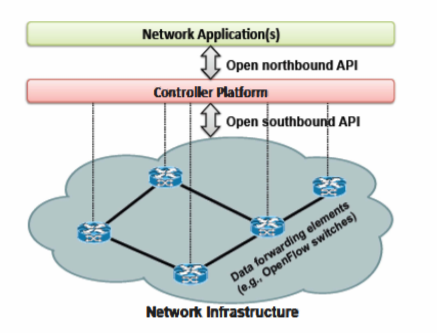 Network Application(s)
Open northbound API
Controller Platform
Open southbound API
Data forwarding elements
(e.g., OpenFlow switches)
Network Infrastructure